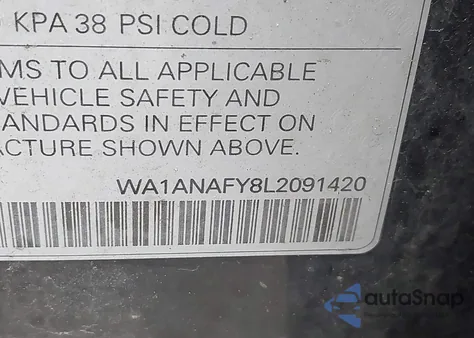 KPA 38 PSI COLD
MS TO ALL APPLICABLE
VEHICLE SAFETY AND
ANDARDS IN EFFECT ON
ACTURE SHOWN ABOVE.
WA1ANAFY8L2091420
autoSnap